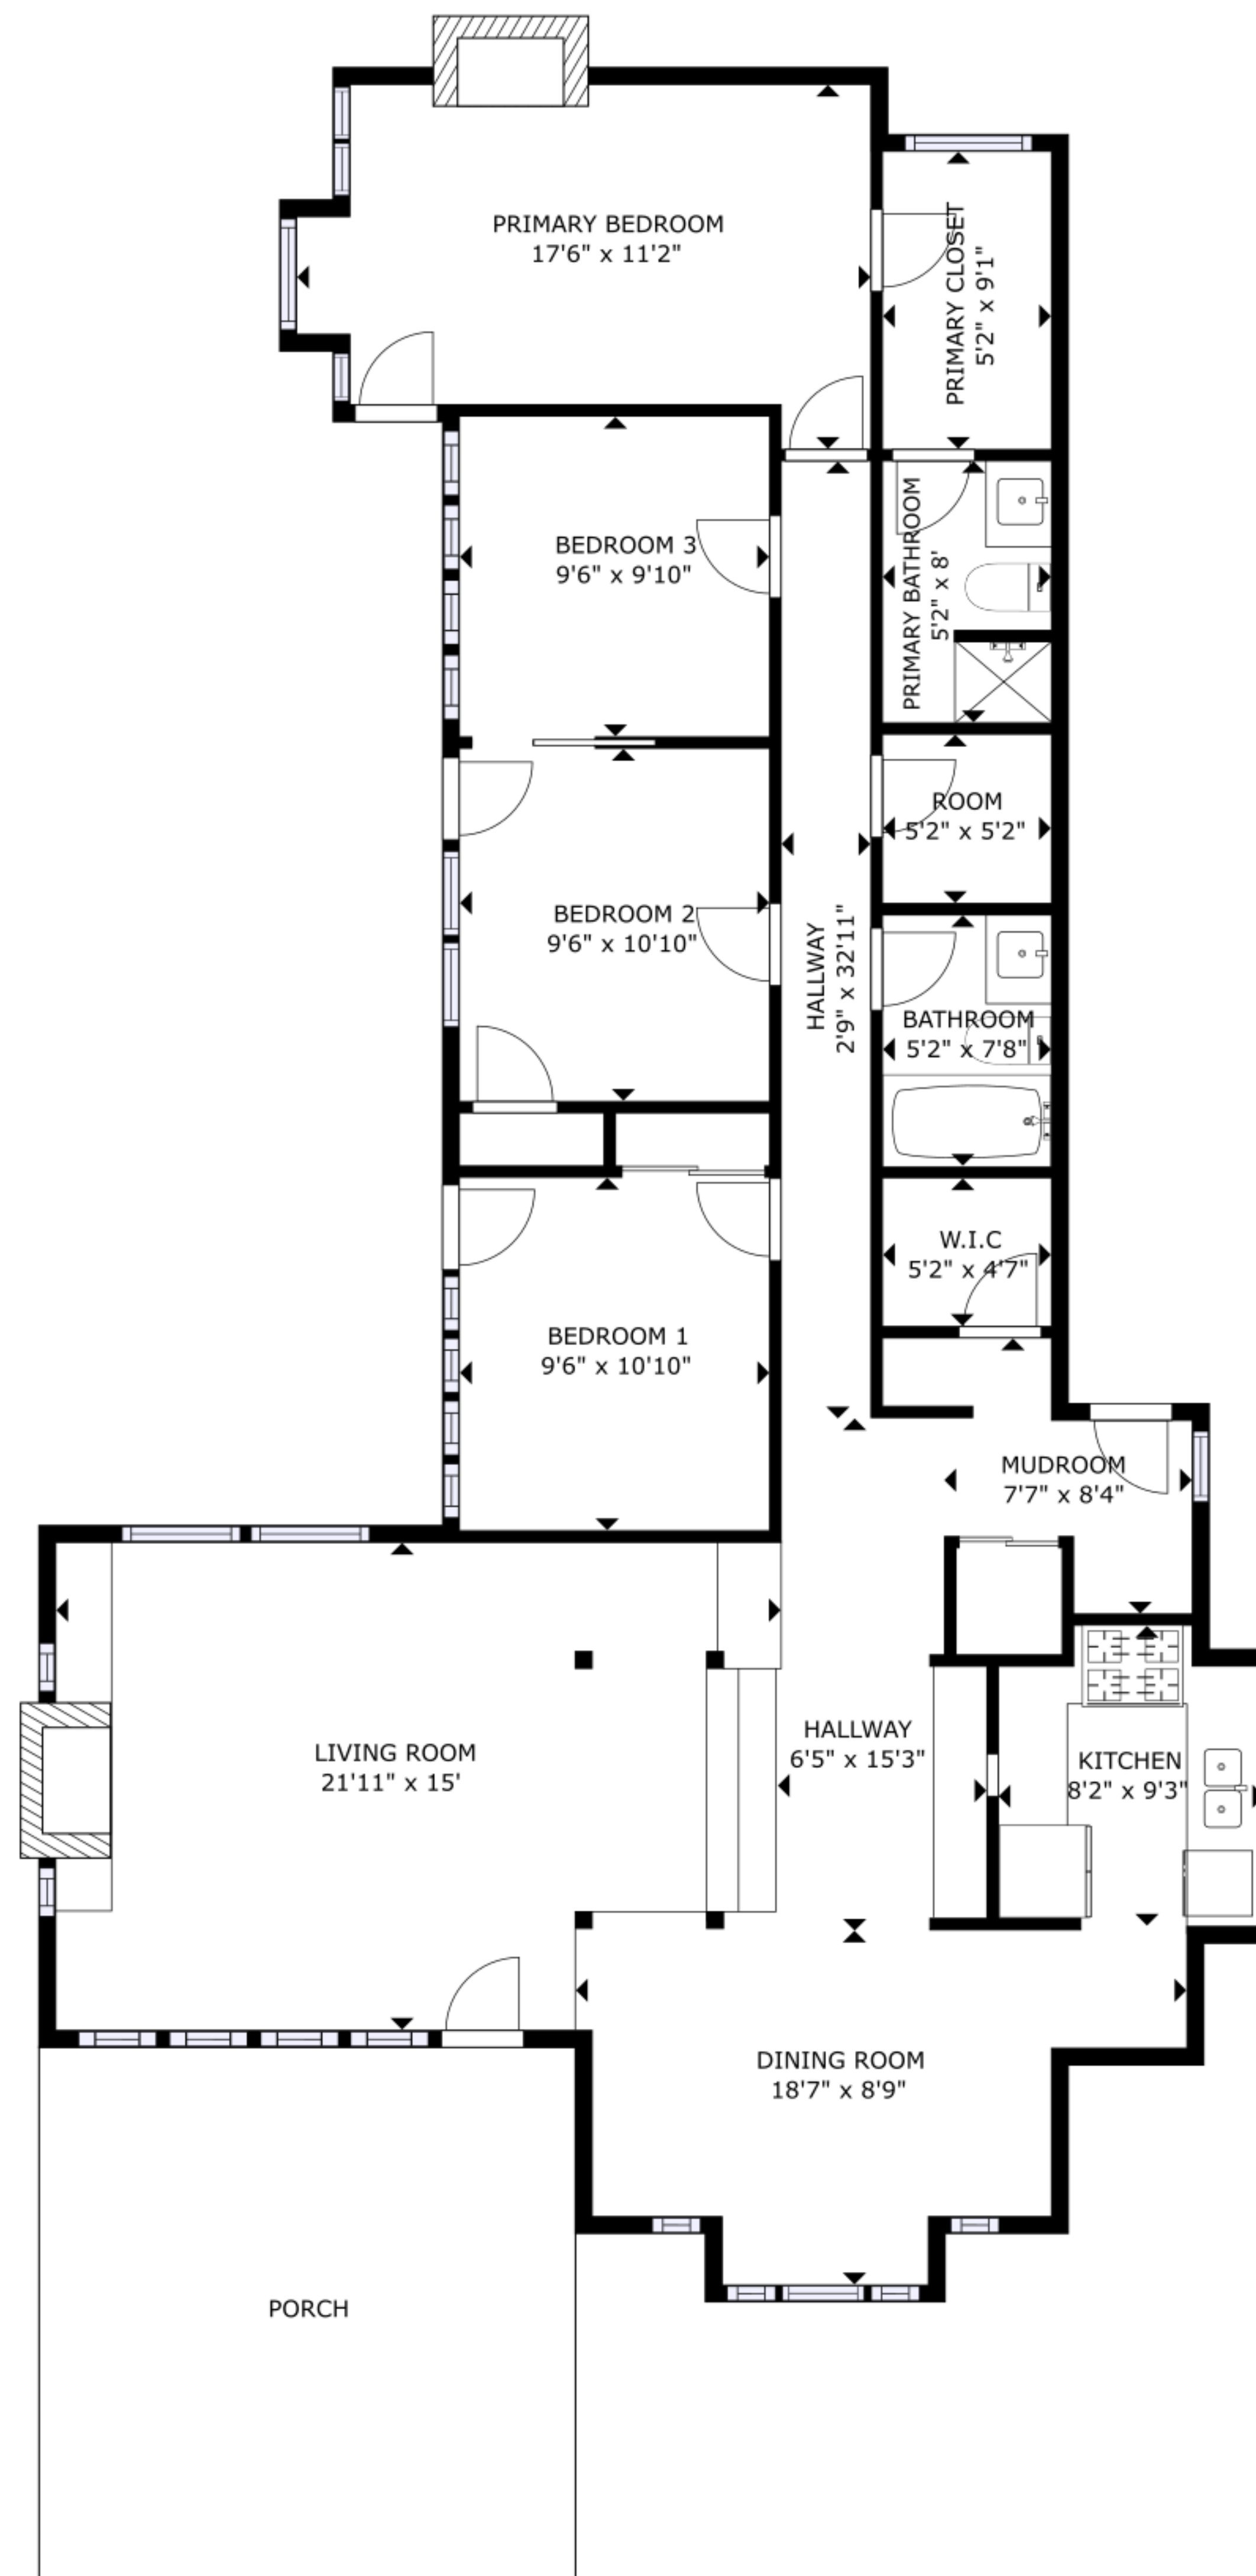 PRIMARY BEDROOM
17'6" x 11'2"
PRIMARY CLOSET
5'2" x 9'1"
BEDROOM 3
9'6" x 9'10"
PRIMARY BATHROOM
5'2" x 8'
ROOM
5'2" x 5'2"
BEDROOM 2
9'6" x 10'10"
HALLWAY
2'9" x 32'11"
BATHROOM
5'2" x 7'8"
W.I.C
5'2" x 4'7"
BEDROOM 1
9'6" x 10'10"
MUDROOM
7'7" x 8'4"
LIVING ROOM
21'11" x 15'
HALLWAY
6'5" x 15'3"
KITCHEN
8'2" x 9'3"
DINING ROOM
18'7" x 8'9"
PORCH